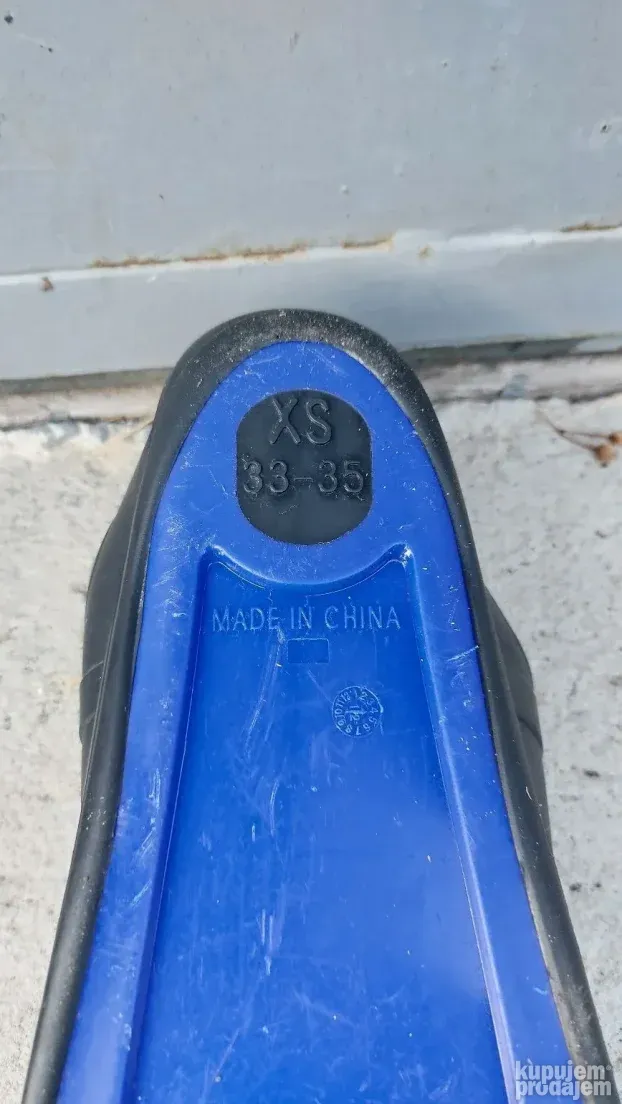 XS
33-35
MADE IN CHINA
kupujem
prodajem